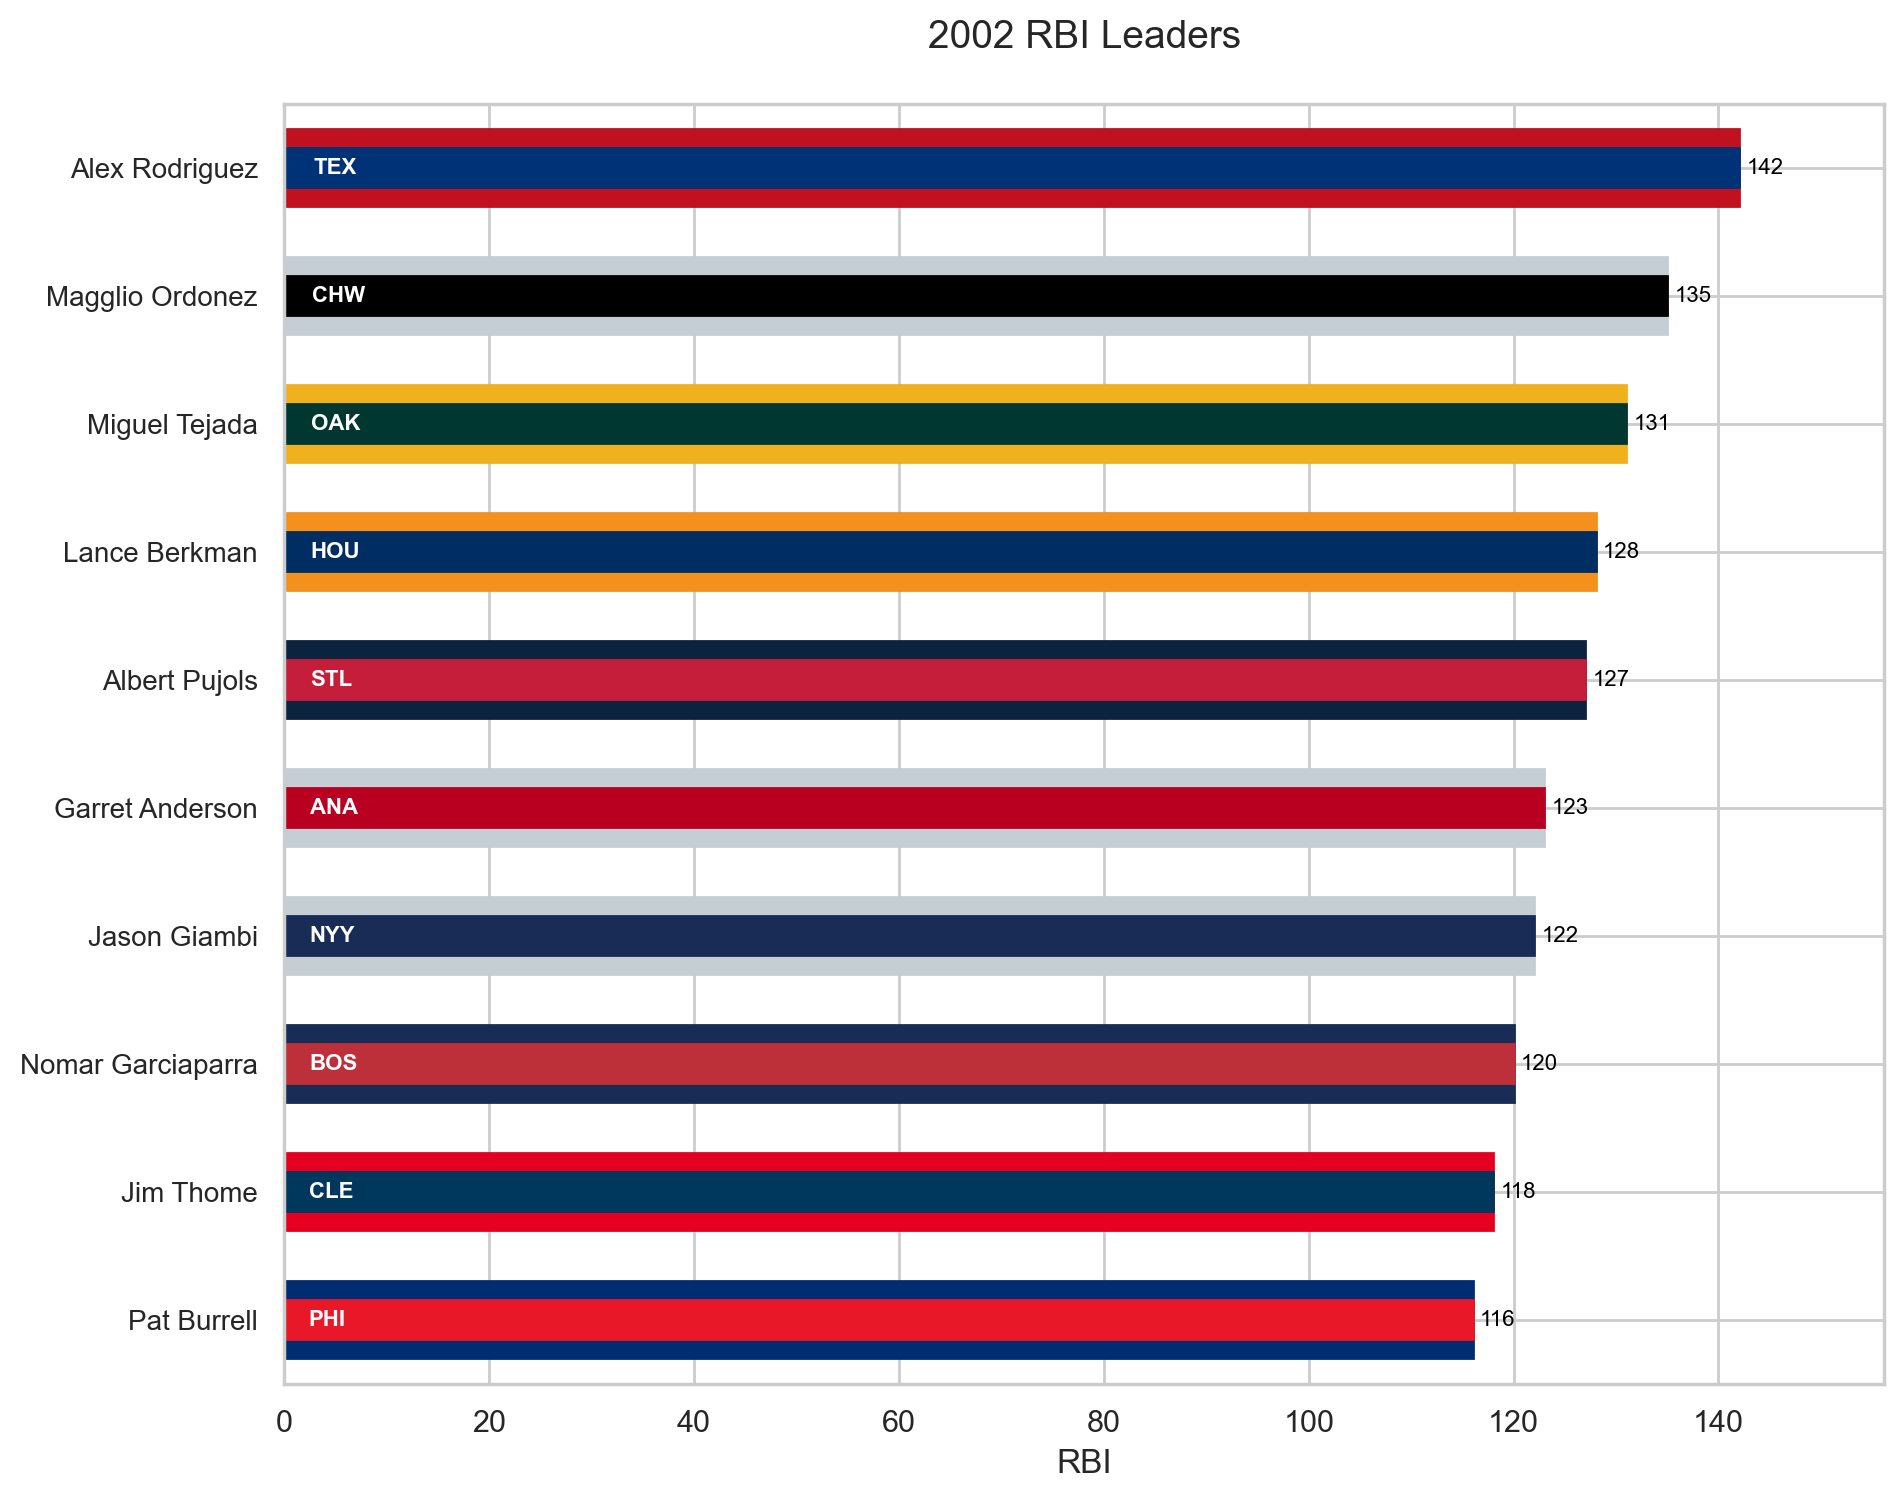 2002 RBI Leaders
Alex Rodriguez TEX 142
Magglio Ordonez CHW 135
Miguel Tejada OAK 131
Lance Berkman HOU 128
Albert Pujols STL 127
Garret Anderson ANA 123
Jason Giambi NYY 122
Nomar Garciaparra BOS 120
Jim Thome CLE 118
Pat Burrell PHI 116
0 20 40 60 80 100 120 140
RBI